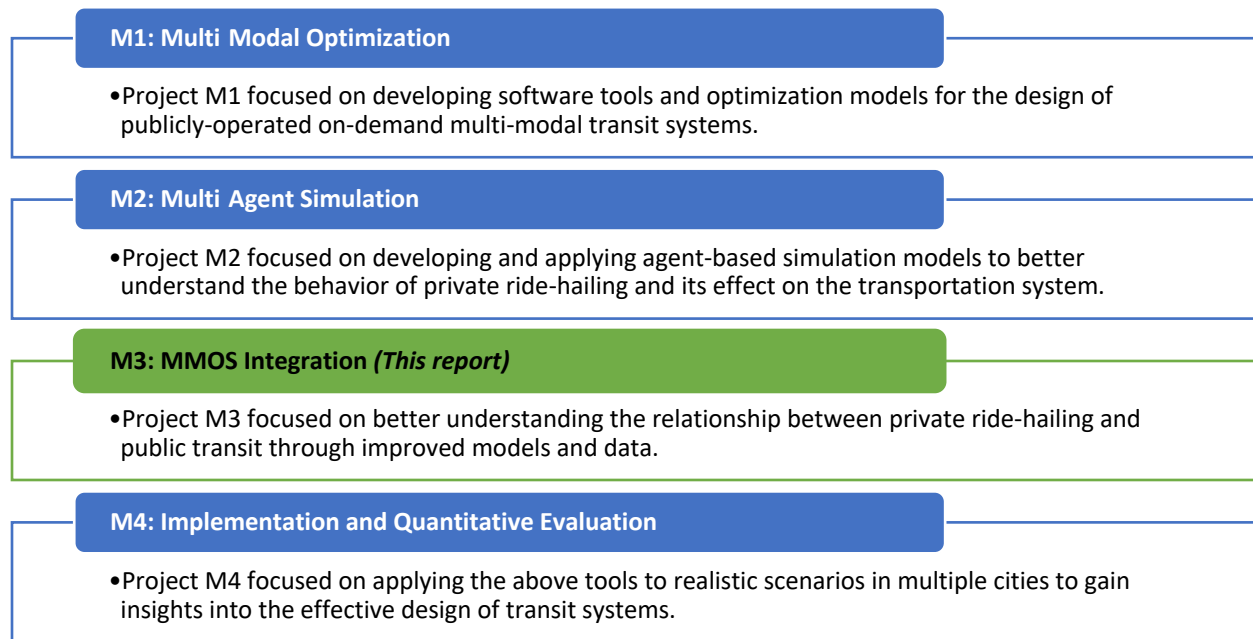 M1: Multi Modal Optimization
•Project M1 focused on developing software tools and optimization models for the design of
publicly-operated on-demand multi-modal transit systems.
M2: Multi Agent Simulation
•Project M2 focused on developing and applying agent-based simulation models to better
understand the behavior of private ride-hailing and its effect on the transportation system.
M3: MMOS Integration (This report)
•Project M3 focused on better understanding the relationship between private ride-hailing and
public transit through improved models and data.
M4: Implementation and Quantitative Evaluation
•Project M4 focused on applying the above tools to realistic scenarios in multiple cities to gain
insights into the effective design of transit systems.